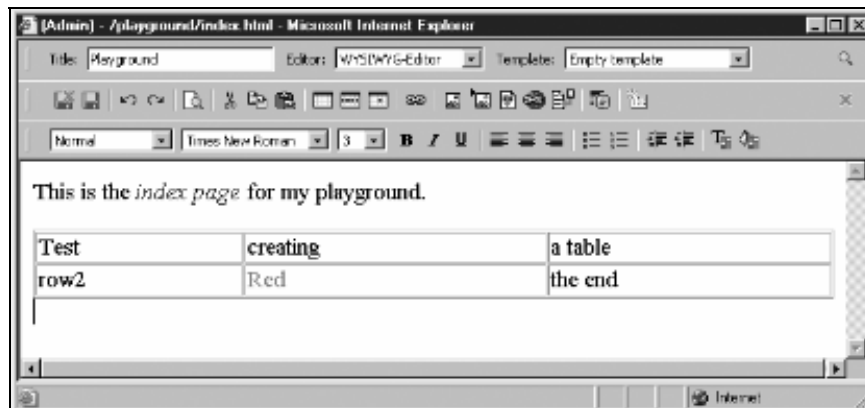 [Admin] - /playground/index.html - Microsoft Internet Explorer
Title: Playground Editor: WYSIWYG-Editor Template: Empty template
Normal Times New Roman 3 B I U
This is the index page for my playground.
Test creating a table
row2 Red the end
Internet